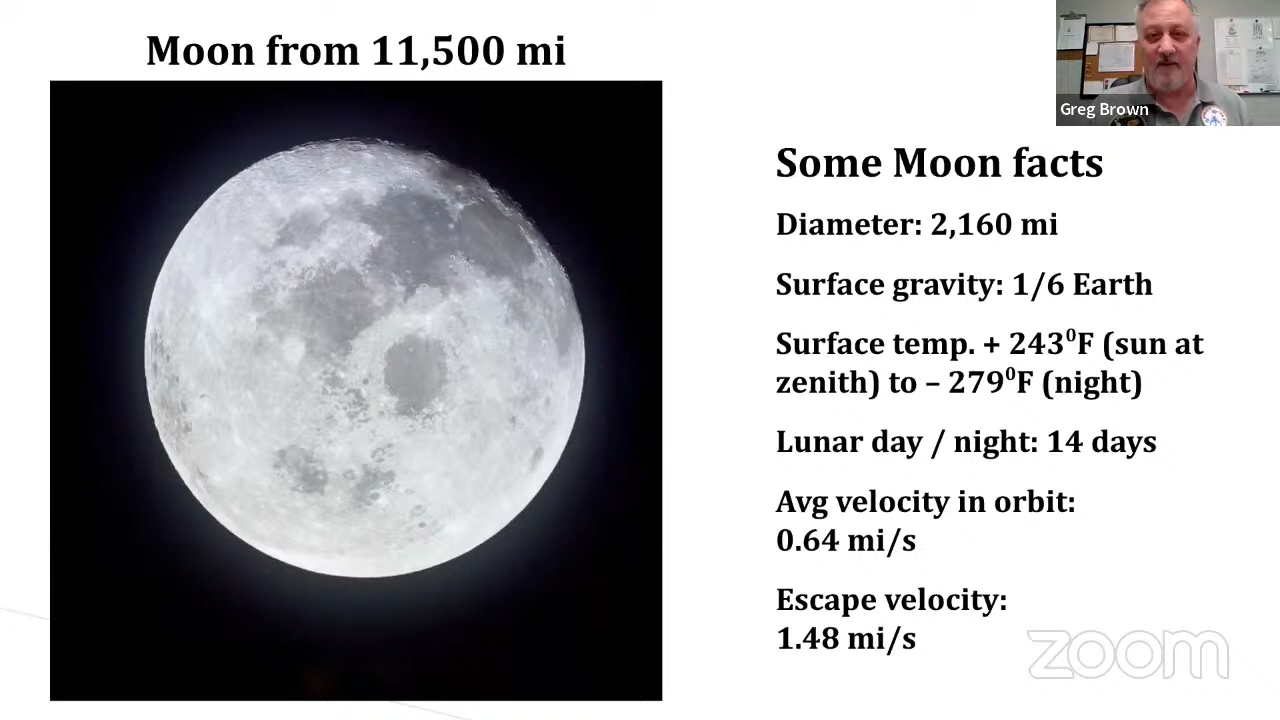 Moon from 11,500 mi
Greg Brown
Some Moon facts
Diameter: 2,160 mi
Surface gravity: 1/6 Earth
Surface temp. + 243⁰F (sun at
zenith) to – 279⁰F (night)
Lunar day / night: 14 days
Avg velocity in orbit:
0.64 mi/s
Escape velocity:
1.48 mi/s
zoom